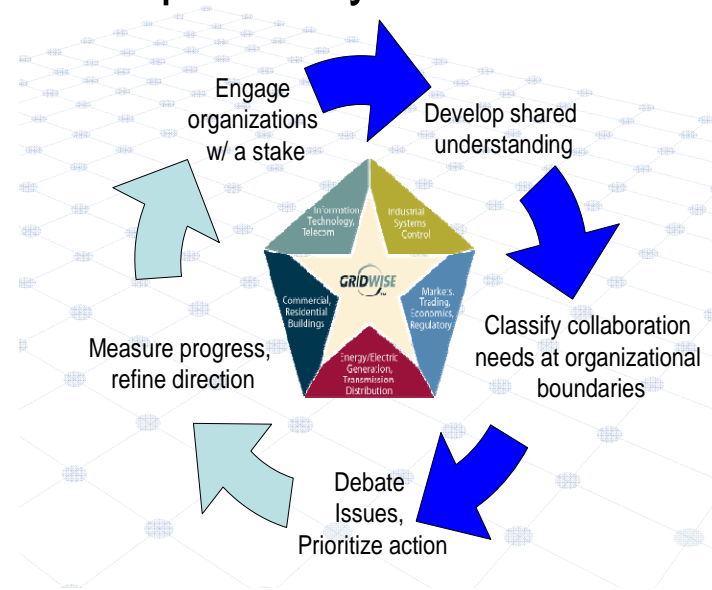 Engage
organizations
w/ a stake
Develop shared
understanding
Information
Technology,
Telecom
Industrial
Systems
Control
GRIDWISE
TM
Commercial,
Residential
Buildings
Markets,
Trading,
Economics,
Regulatory
Energy/Electric
Generation,
Transmission
Distribution
Classify collaboration
needs at organizational
boundaries
Measure progress,
refine direction
Debate
Issues,
Prioritize action